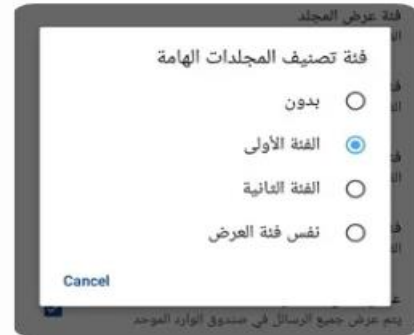 فئة عرض المجلد
فئة تصنيف المجلدات الهامة
بدون
الفئة الأولى
الفئة الثانية
نفس فئة العرض
Cancel
يتم عرض جميع الرسائل في صندوق الوارد الموحد